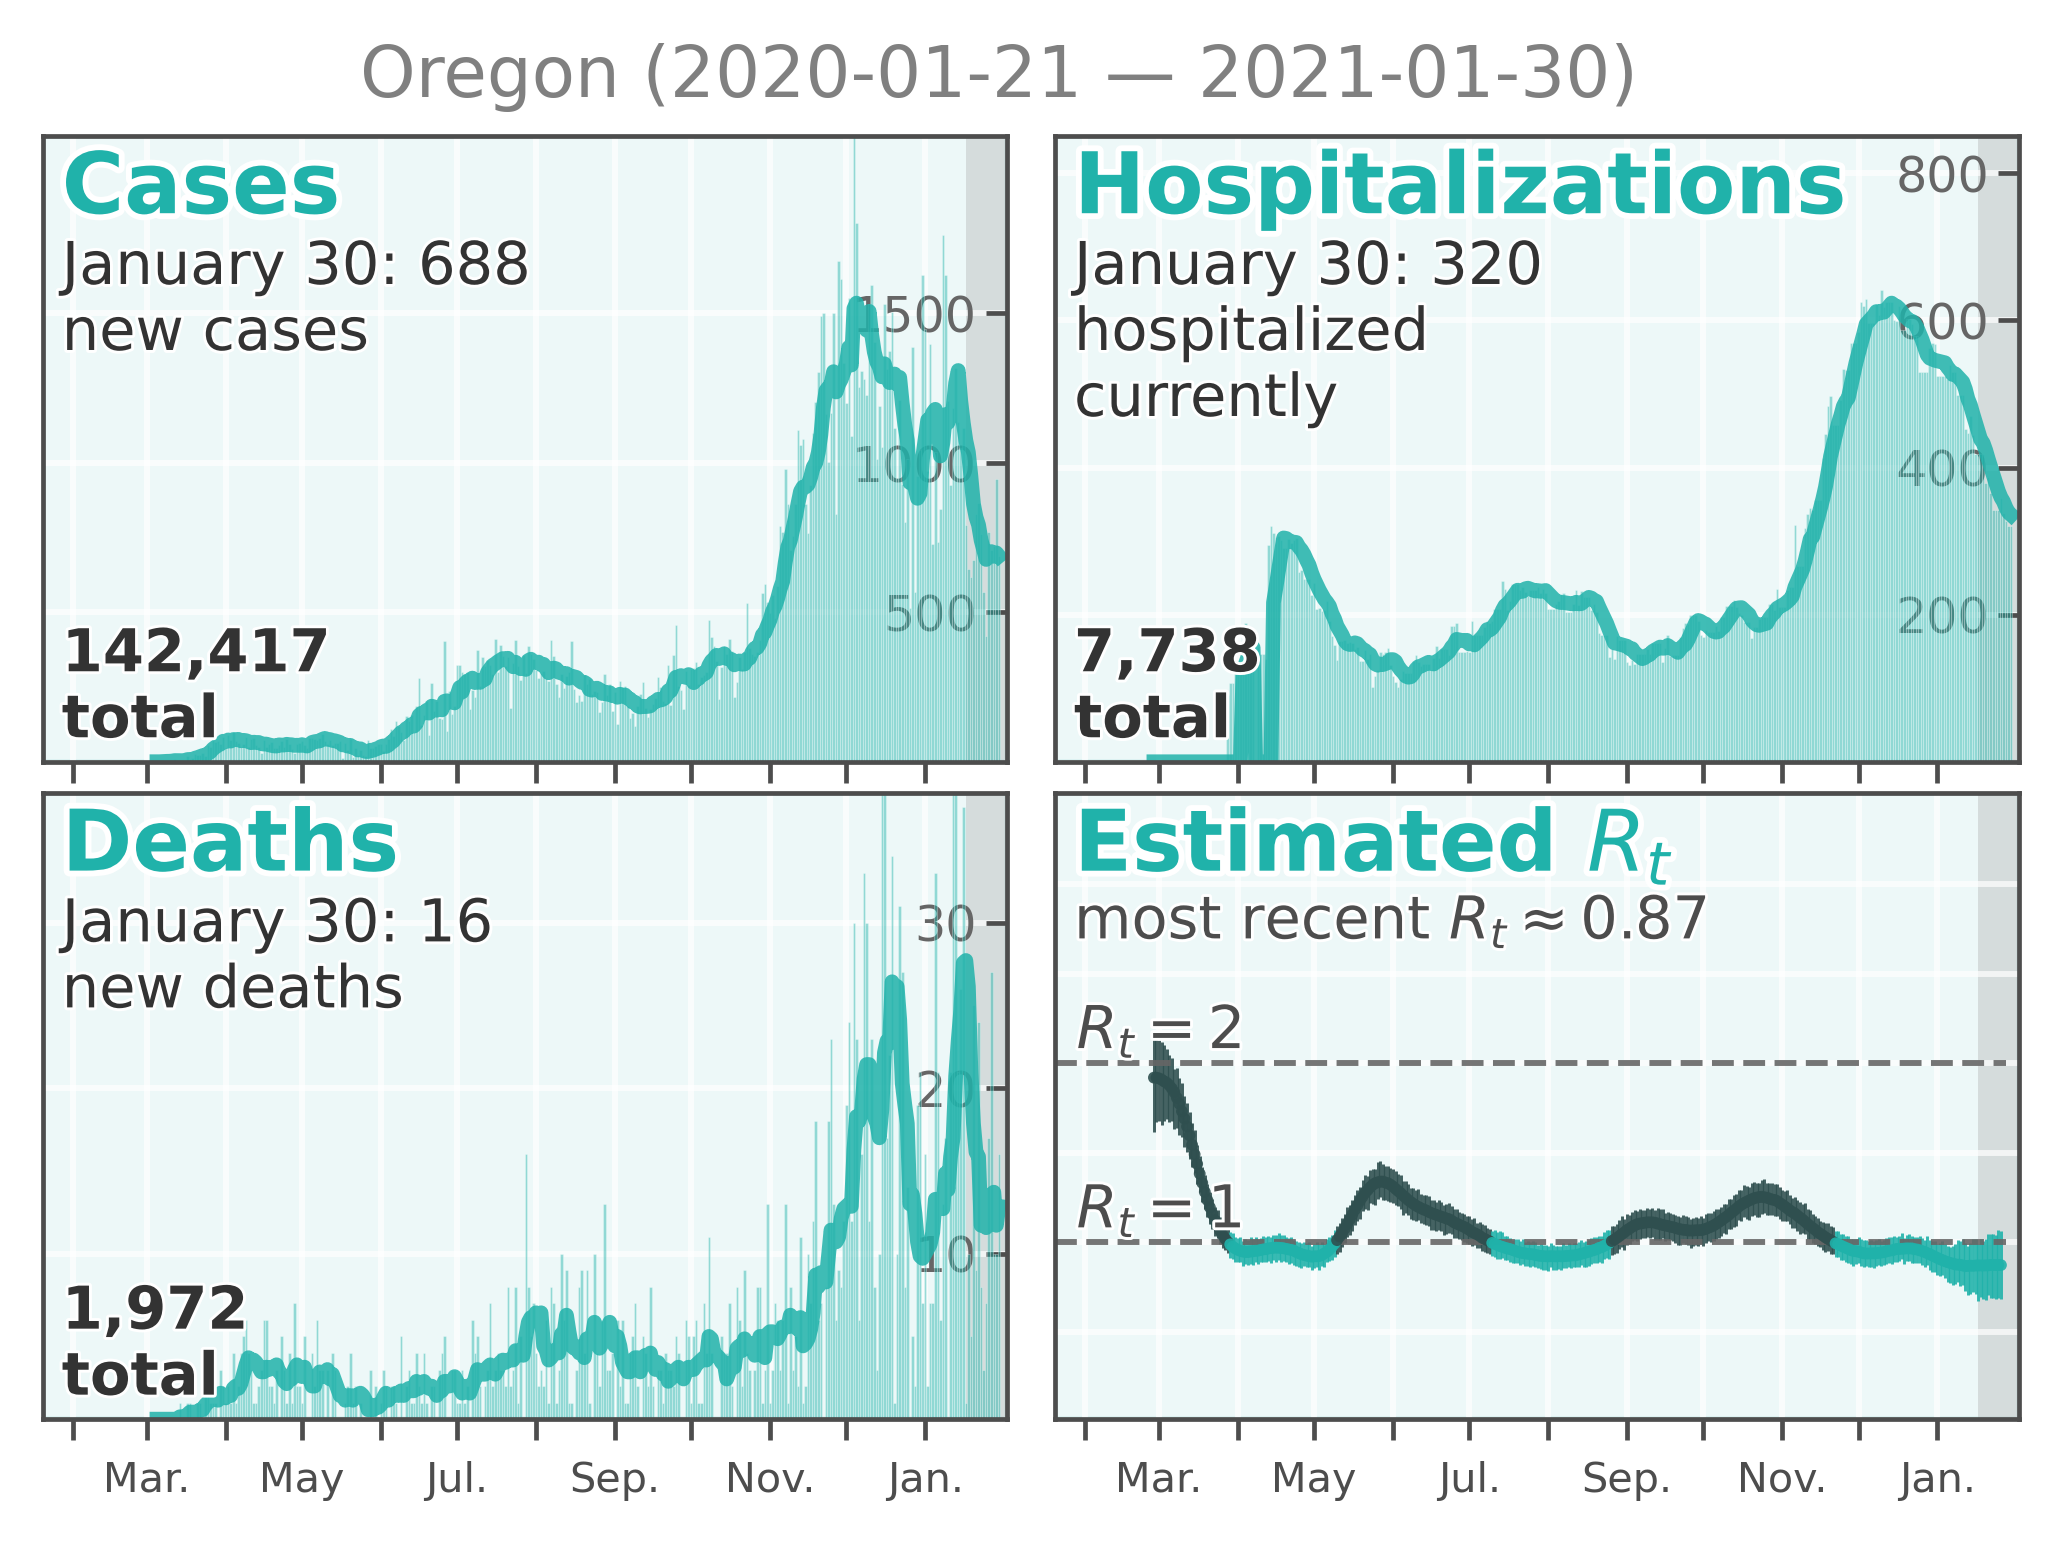 Oregon (2020-01-21 — 2021-01-30)
Cases
January 30: 688
new cases
1500
1000
500
142,417
total
Hospitalizations
January 30: 320
hospitalized
currently
800
600
400
200
7,738
total
Deaths
January 30: 16
new deaths
30
20
10
1,972
total
Mar. May Jul. Sep. Nov. Jan.
Estimated Rₜ
most recent Rₜ ≈ 0.87
Rₜ = 2
Rₜ = 1
Mar. May Jul. Sep. Nov. Jan.